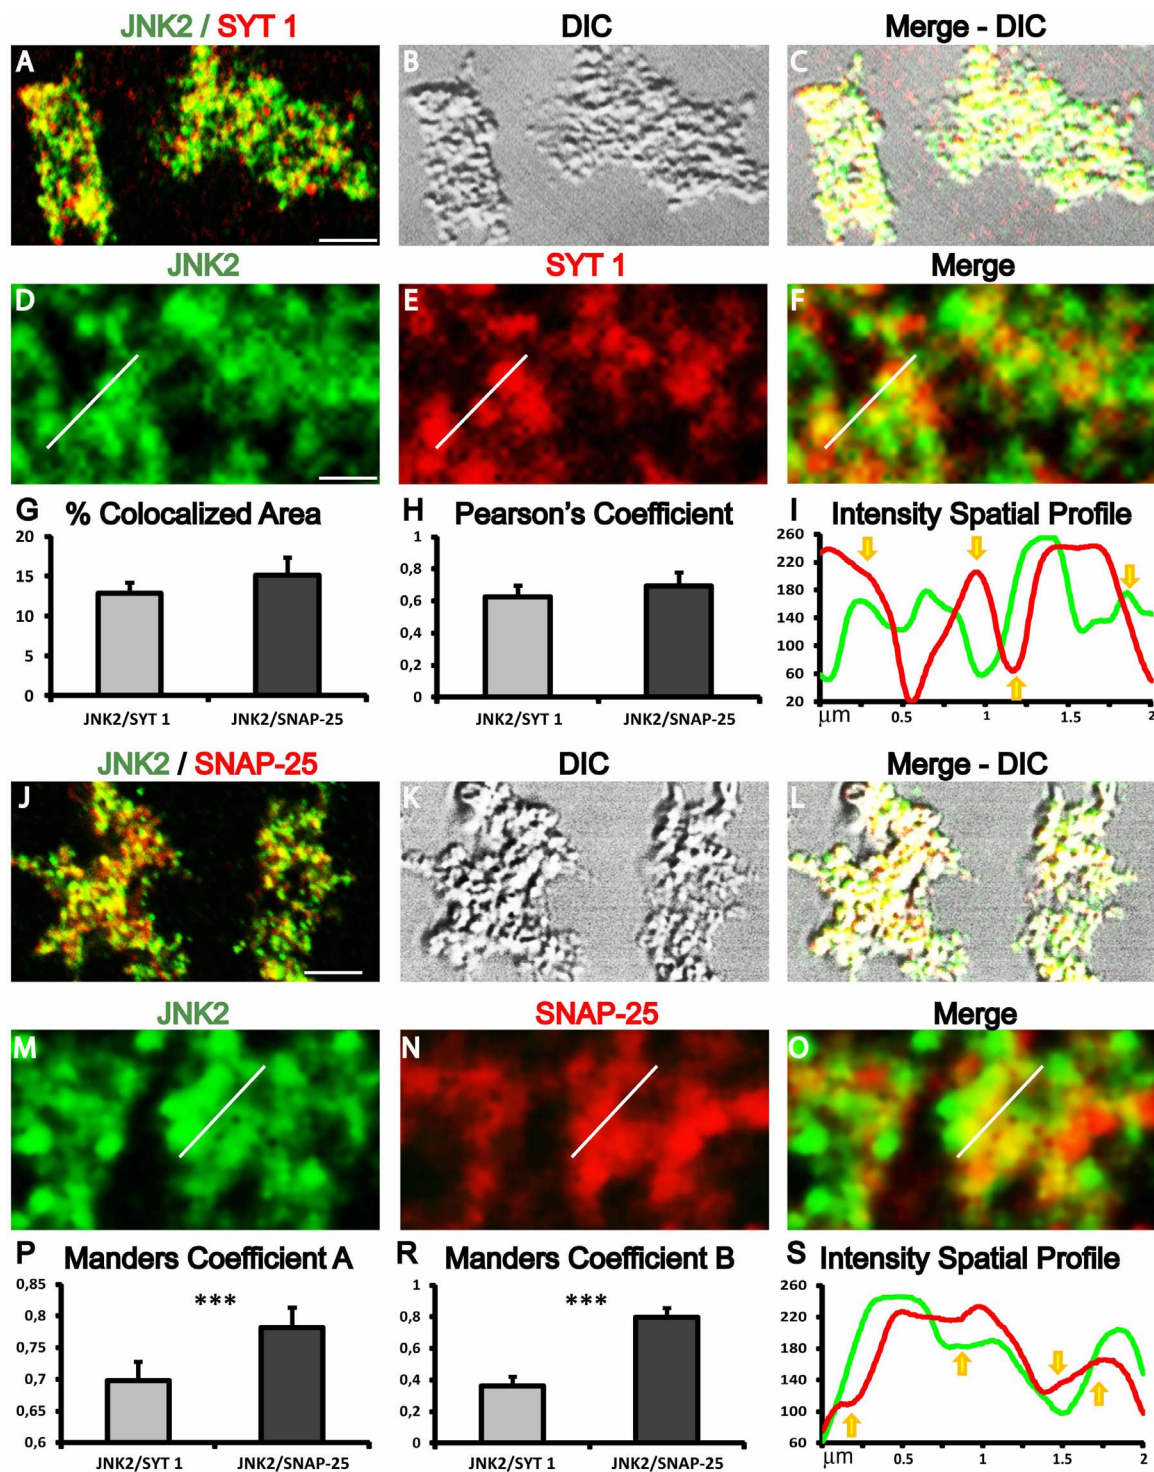 JNK2 / SYT 1 DIC Merge - DIC
A B C
JNK2 SYT 1 Merge
D E F
G % Colocalized Area H Pearson's Coefficient I Intensity Spatial Profile
20
15
10
5
0
JNK2/SYT 1 JNK2/SNAP-25
1
0,8
0,6
0,4
0,2
0
JNK2/SYT 1 JNK2/SNAP-25
260
220
180
140
100
60
20
μm 0.5 1 1.5 2
JNK2 / SNAP-25 DIC Merge - DIC
J K L
JNK2 SNAP-25 Merge
M N O
P Manders Coefficient A R Manders Coefficient B S Intensity Spatial Profile
0,85
0,8
0,75
0,7
0,65
0,6
***
JNK2/SYT 1 JNK2/SNAP-25
1
0,8
0,6
0,4
0,2
0
***
JNK2/SYT 1 JNK2/SNAP-25
260
220
180
140
100
60
μm 0.5 1 1.5 2